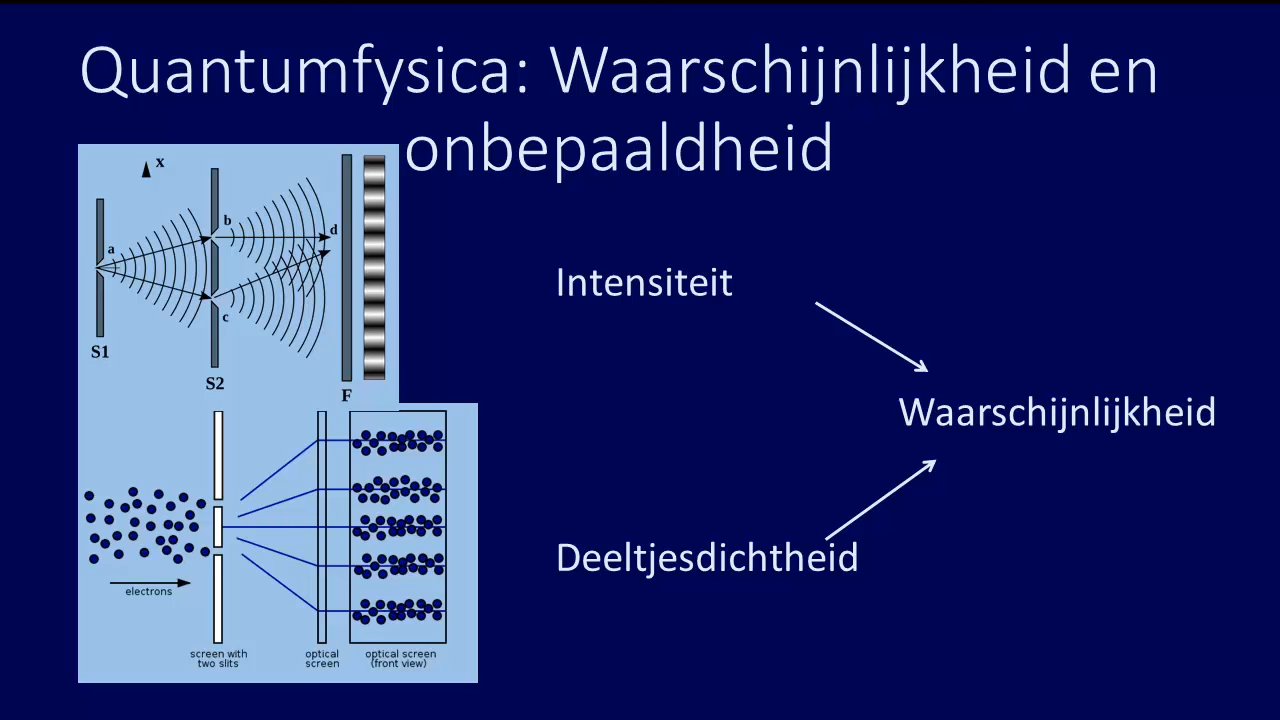 Quantumfysica: Waarschijnlijkheid en
onbepaaldheid
x
b
d
a
c
S1
S2
F
Intensiteit
Waarschijnlijkheid
Deeltjesdichtheid
electrons
screen with
two slits
optical
screen
optical screen
(front view)